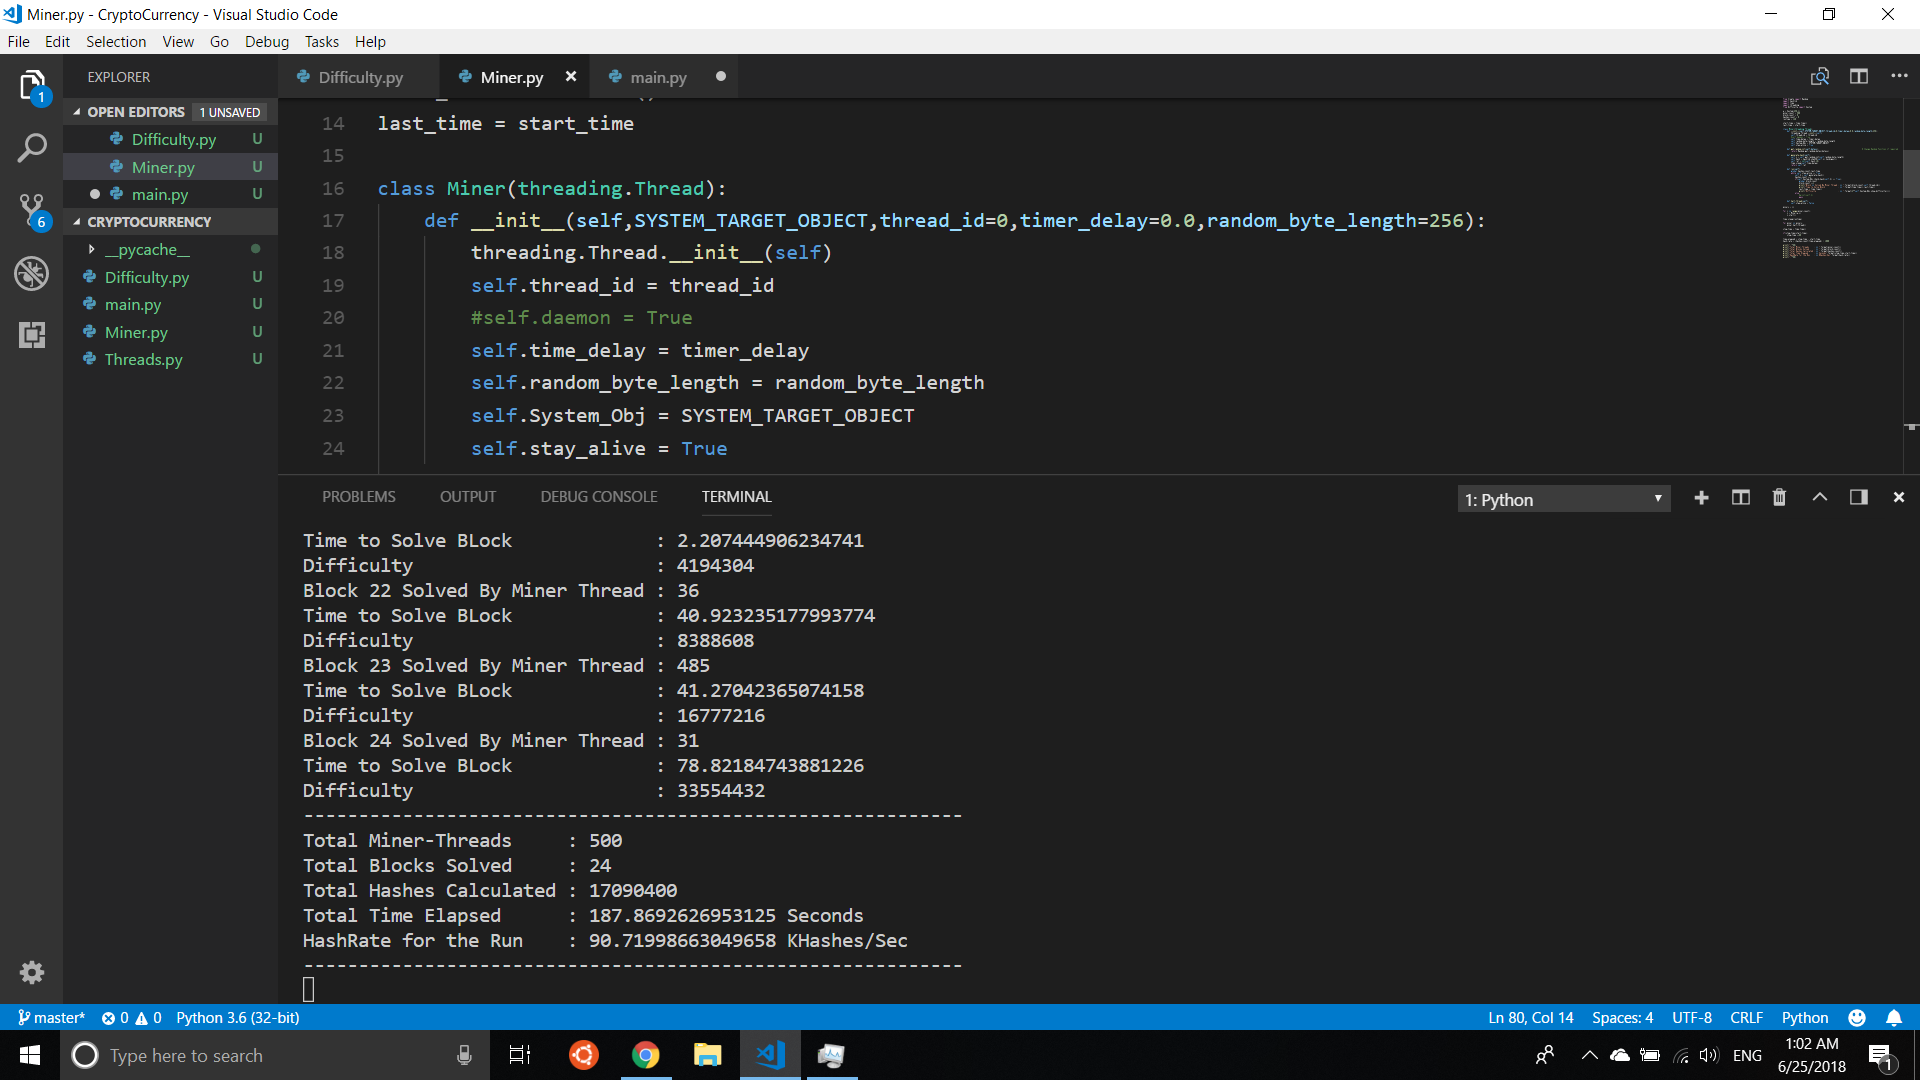 Miner.py - CryptoCurrency - Visual Studio Code
File Edit Selection View Go Debug Tasks Help
EXPLORER
Difficulty.py
Miner.py
main.py
1
OPEN EDITORS 1 UNSAVED
Difficulty.py U
Miner.py U
main.py U
6
CRYPTOCURRENCY
__pycache__
Difficulty.py U
main.py U
Miner.py U
Threads.py U
14 last_time = start_time
15
16 class Miner(threading.Thread):
17 def __init__(self,SYSTEM_TARGET_OBJECT,thread_id=0,timer_delay=0.0,random_byte_length=256):
18 threading.Thread.__init__(self)
19 self.thread_id = thread_id
20 #self.daemon = True
21 self.time_delay = timer_delay
22 self.random_byte_length = random_byte_length
23 self.System_Obj = SYSTEM_TARGET_OBJECT
24 self.stay_alive = True
PROBLEMS OUTPUT DEBUG CONSOLE TERMINAL
1: Python
Time to Solve BLock : 2.207444906234741
Difficulty : 4194304
Block 22 Solved By Miner Thread : 36
Time to Solve BLock : 40.923235177993774
Difficulty : 8388608
Block 23 Solved By Miner Thread : 485
Time to Solve BLock : 41.27042365074158
Difficulty : 16777216
Block 24 Solved By Miner Thread : 31
Time to Solve BLock : 78.82184743881226
Difficulty : 33554432
------------------------------------------------------------
Total Miner-Threads : 500
Total Blocks Solved : 24
Total Hashes Calculated : 17090400
Total Time Elapsed : 187.8692626953125 Seconds
HashRate for the Run : 90.71998663049658 KHashes/Sec
------------------------------------------------------------
master* 0 0 Python 3.6 (32-bit)
Ln 80, Col 14 Spaces: 4 UTF-8 CRLF Python
Type here to search
ENG
1:02 AM
6/25/2018
1